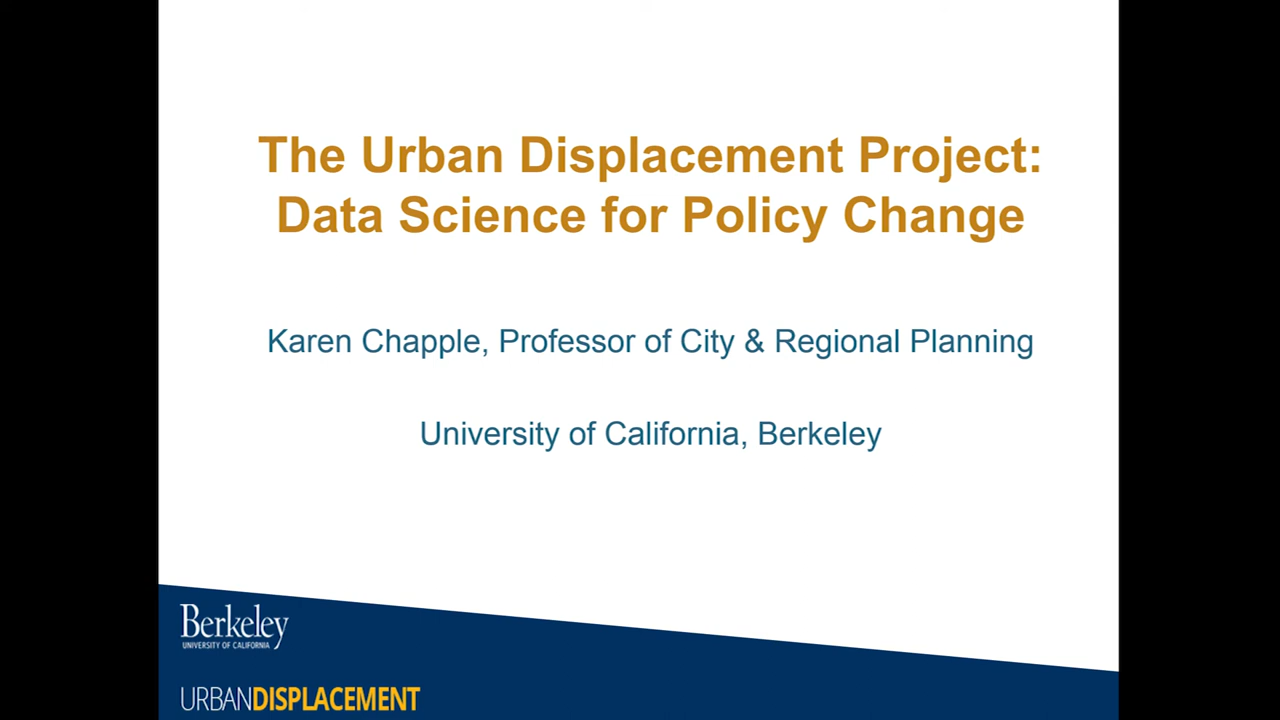 The Urban Displacement Project:
Data Science for Policy Change
Karen Chapple, Professor of City & Regional Planning
University of California, Berkeley
Berkeley
UNIVERSITY OF CALIFORNIA
URBANDISPLACEMENT